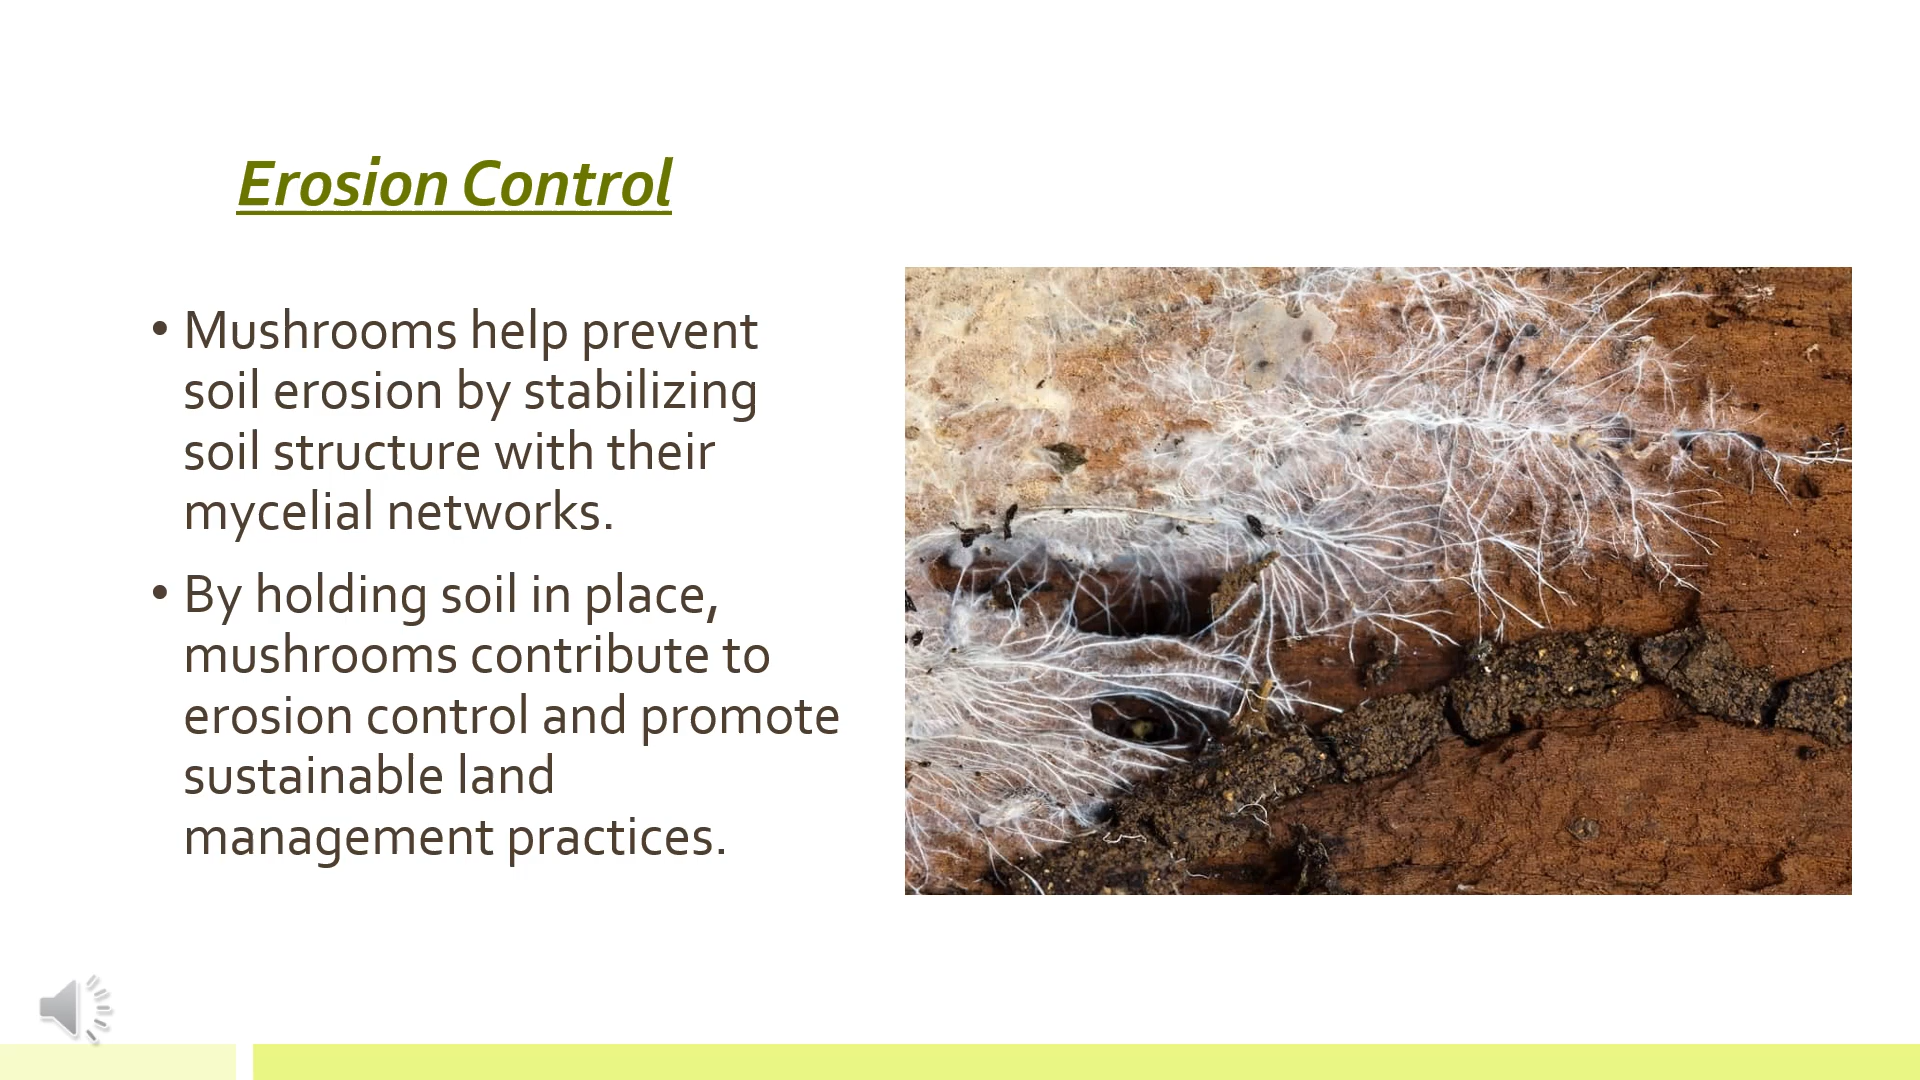 Erosion Control
• Mushrooms help prevent
soil erosion by stabilizing
soil structure with their
mycelial networks.
• By holding soil in place,
mushrooms contribute to
erosion control and promote
sustainable land
management practices.